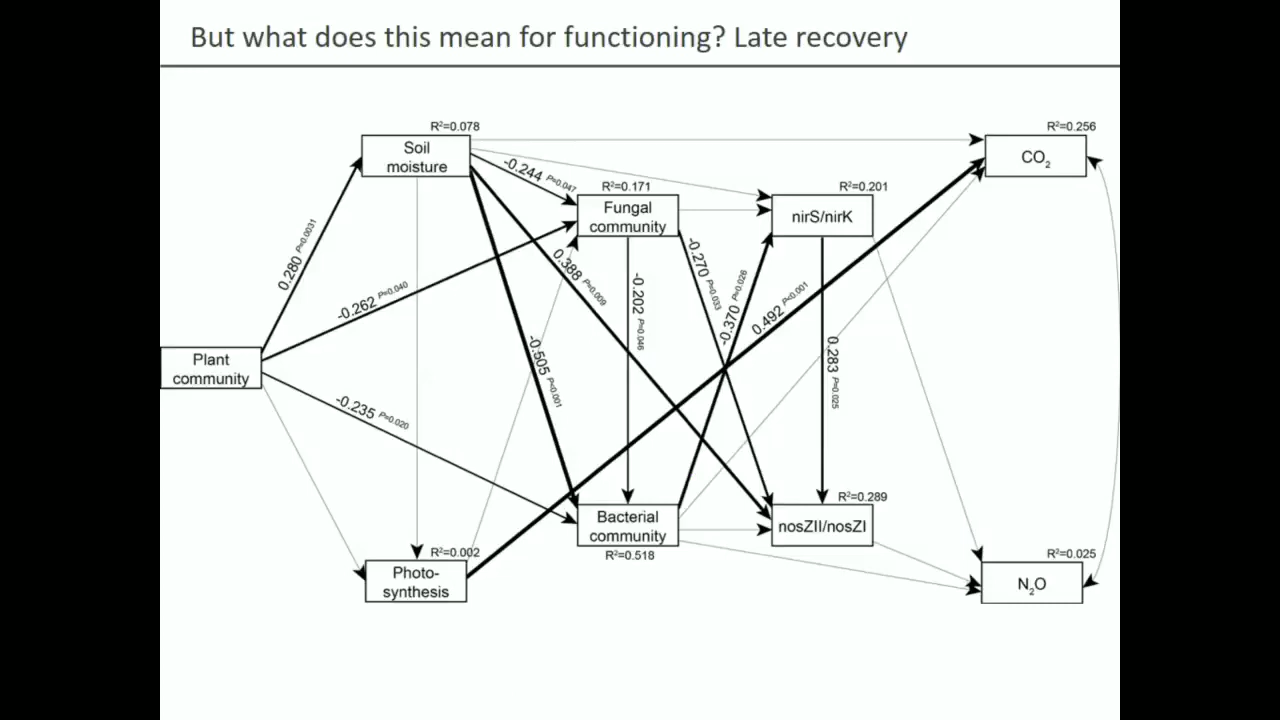 But what does this mean for functioning? Late recovery
R²=0.078
Soil
moisture
R²=0.256
CO₂
-0.244 P=0.047
R²=0.171
Fungal
community
R²=0.201
nirS/nirK
0.280 P=0.0031
-0.262 P=0.040
0.388 P=0.009
-0.202 P=0.046
-0.270 P=0.033
-0.370 P=0.026
0.492 P<0.001
-0.505 P<0.001
0.283 P=0.025
Plant
community
-0.235 P=0.020
Bacterial
community
R²=0.518
R²=0.289
nosZII/nosZI
R²=0.002
Photo-
synthesis
R²=0.025
N₂O